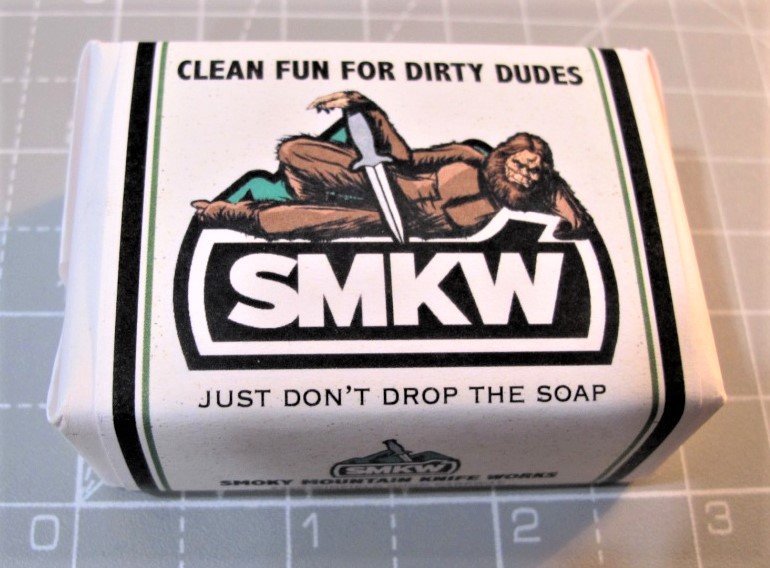 CLEAN FUN FOR DIRTY DUDES
SMKW
JUST DON'T DROP THE SOAP
SMKW
SMOKY MOUNTAIN KNIFE WORKS
0 1 2 3